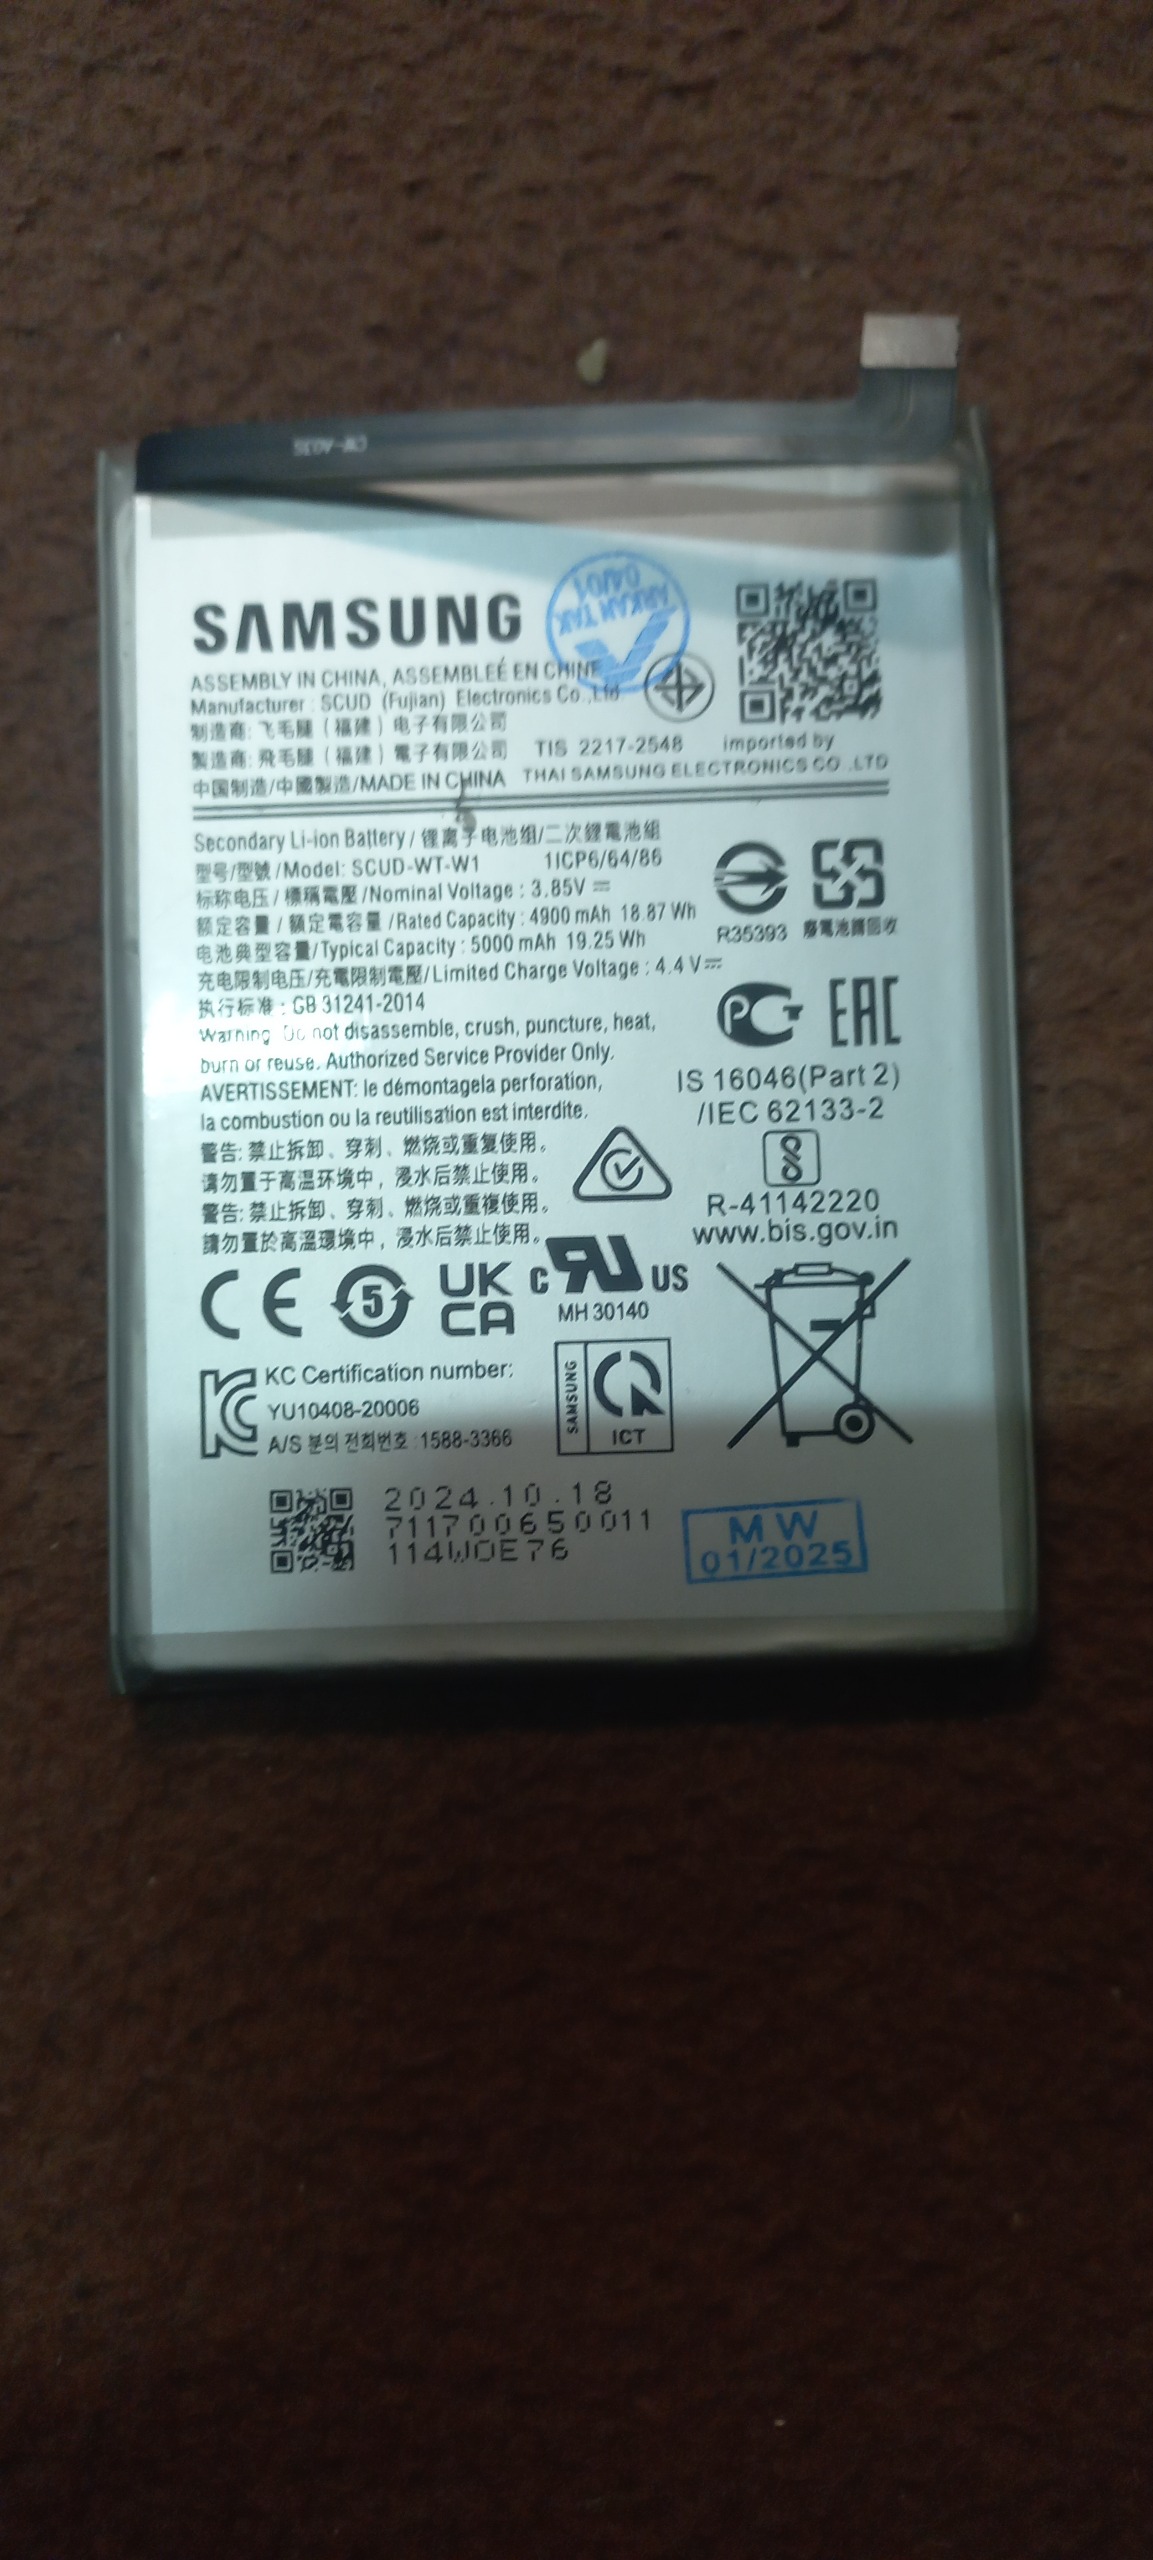 CW-A03S
SAMSUNG
ARKAN TAK
04/01
ASSEMBLY IN CHINA, ASSEMBLEÉ EN CHINE
Manufacturer : SCUD (Fujian) Electronics Co.,Ltd
制造商: 飞毛腿（福建）电子有限公司
製造商: 飛毛腿（福建）電子有限公司 TIS 2217-2548 imported by
中国制造/中國製造/MADE IN CHINA THAI SAMSUNG ELECTRONICS CO .LTD
Secondary Li-ion Battery / 锂离子电池组/二次鋰電池組
型号/型號 /Model: SCUD-WT-W1 1ICP6/64/86
标称电压 / 標稱電壓 /Nominal Voltage : 3.85V
额定容量 / 額定電容量 /Rated Capacity : 4900 mAh 18.87 Wh
电池典型容量/Typical Capacity : 5000 mAh 19.25 Wh
R35393 廢電池請回收
充电限制电压/充電限制電壓/Limited Charge Voltage : 4.4 V
执行标准 : GB 31241-2014
PG EAC
Warning: Do not disassemble, crush, puncture, heat,
burn or reuse. Authorized Service Provider Only.
AVERTISSEMENT: le démontagela perforation,
la combustion ou la reutilisation est interdite.
IS 16046(Part 2)
/IEC 62133-2
警告: 禁止拆卸、穿刺、燃烧或重复使用。
请勿置于高温环境中，浸水后禁止使用。
警告: 禁止拆卸、穿刺、燃烧或重複使用。
請勿置於高溫環境中，浸水后禁止使用。
R-41142220
www.bis.gov.in
CE 5 UK CA c RU US
MH 30140
KC Certification number:
YU10408-20006
A/S 문의 전화번호 :1588-3366
SAMSUNG
ICT
2024.10.18
711700650011
114WOE76
MW
01/2025